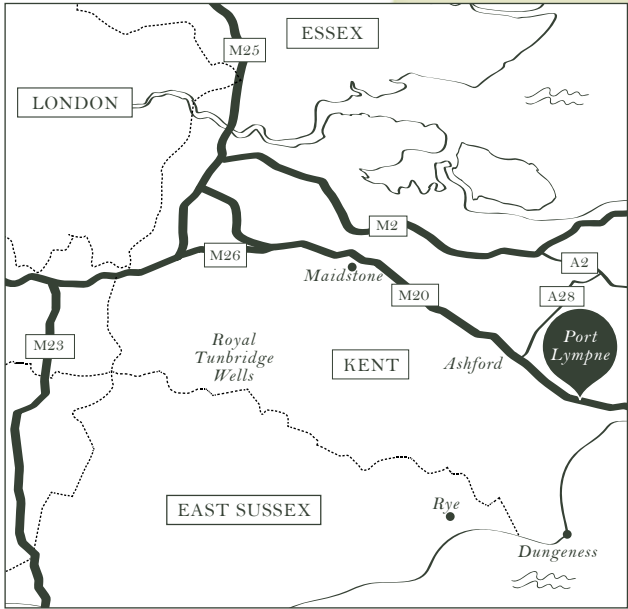 ESSEX
M25
LONDON
M2
M26
A2
Maidstone
M20
A28
M23
Royal
Tunbridge
Wells
KENT
Ashford
Port
Lympne
Rye
EAST SUSSEX
Dungeness